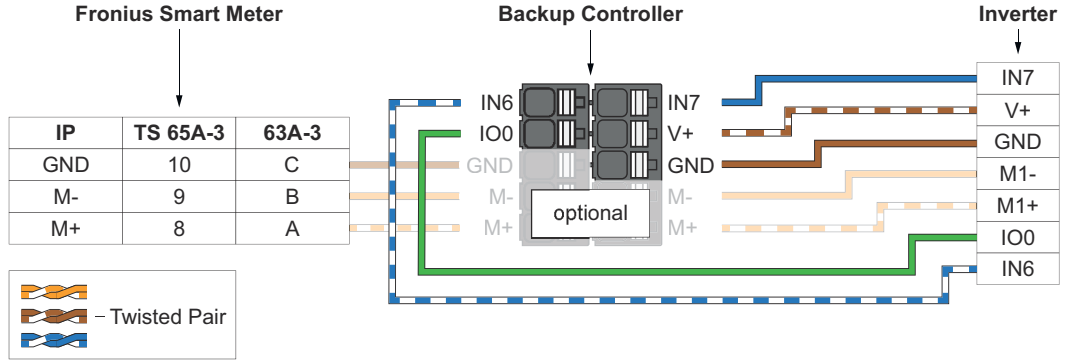 Fronius Smart Meter
Backup Controller
Inverter
IP TS 65A-3 63A-3
GND 10 C
M- 9 B
M+ 8 A
IN6
IO0
GND
M-
M+
optional
IN7
V+
GND
M-
M+
IN7
V+
GND
M1-
M1+
IO0
IN6
– Twisted Pair